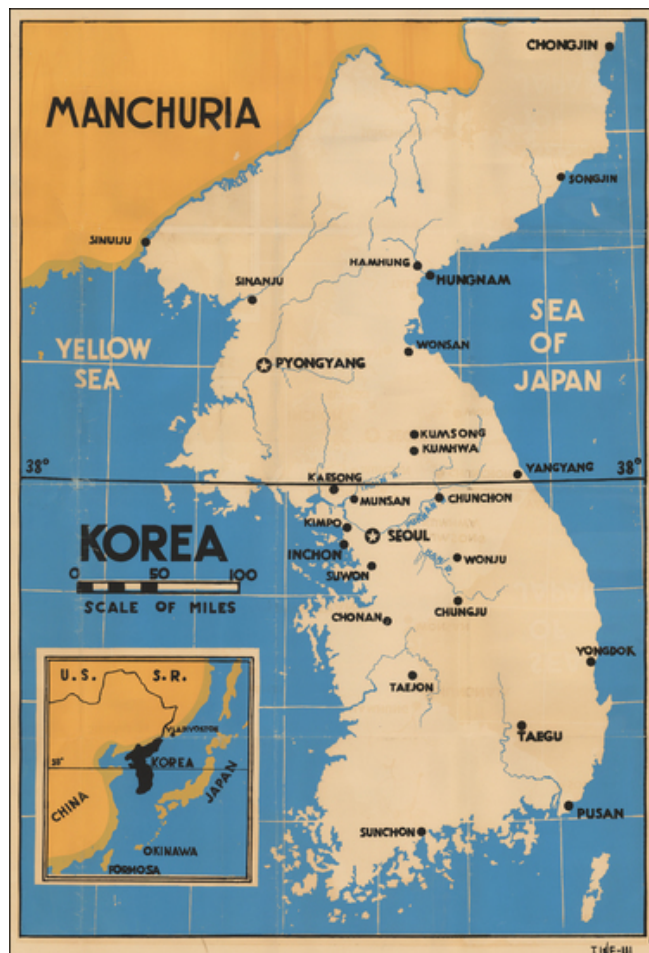 CHONGJIN
MANCHURIA
YALU R.
SONGJIN
SINUIJU
HAMHUNG
HUNGNAM
SINANJU
SEA
OF
JAPAN
YELLOW
SEA
WONSAN
PYONGYANG
KUMSONG
KUMHWA
38°
38°
YANGYANG
KAESONG
MUNSAN
CHUNCHON
KIMPO
KOREA
SEOUL
INCHON
WONJU
SUWON
0 50 100
SCALE OF MILES
CHUNGJU
CHONAN
YONGDOK
TAEJON
TAEGU
PUSAN
SUNCHON
U.S. S.R.
VLADIVOSTOK
38°
KOREA
JAPAN
CHINA
OKINAWA
FORMOSA